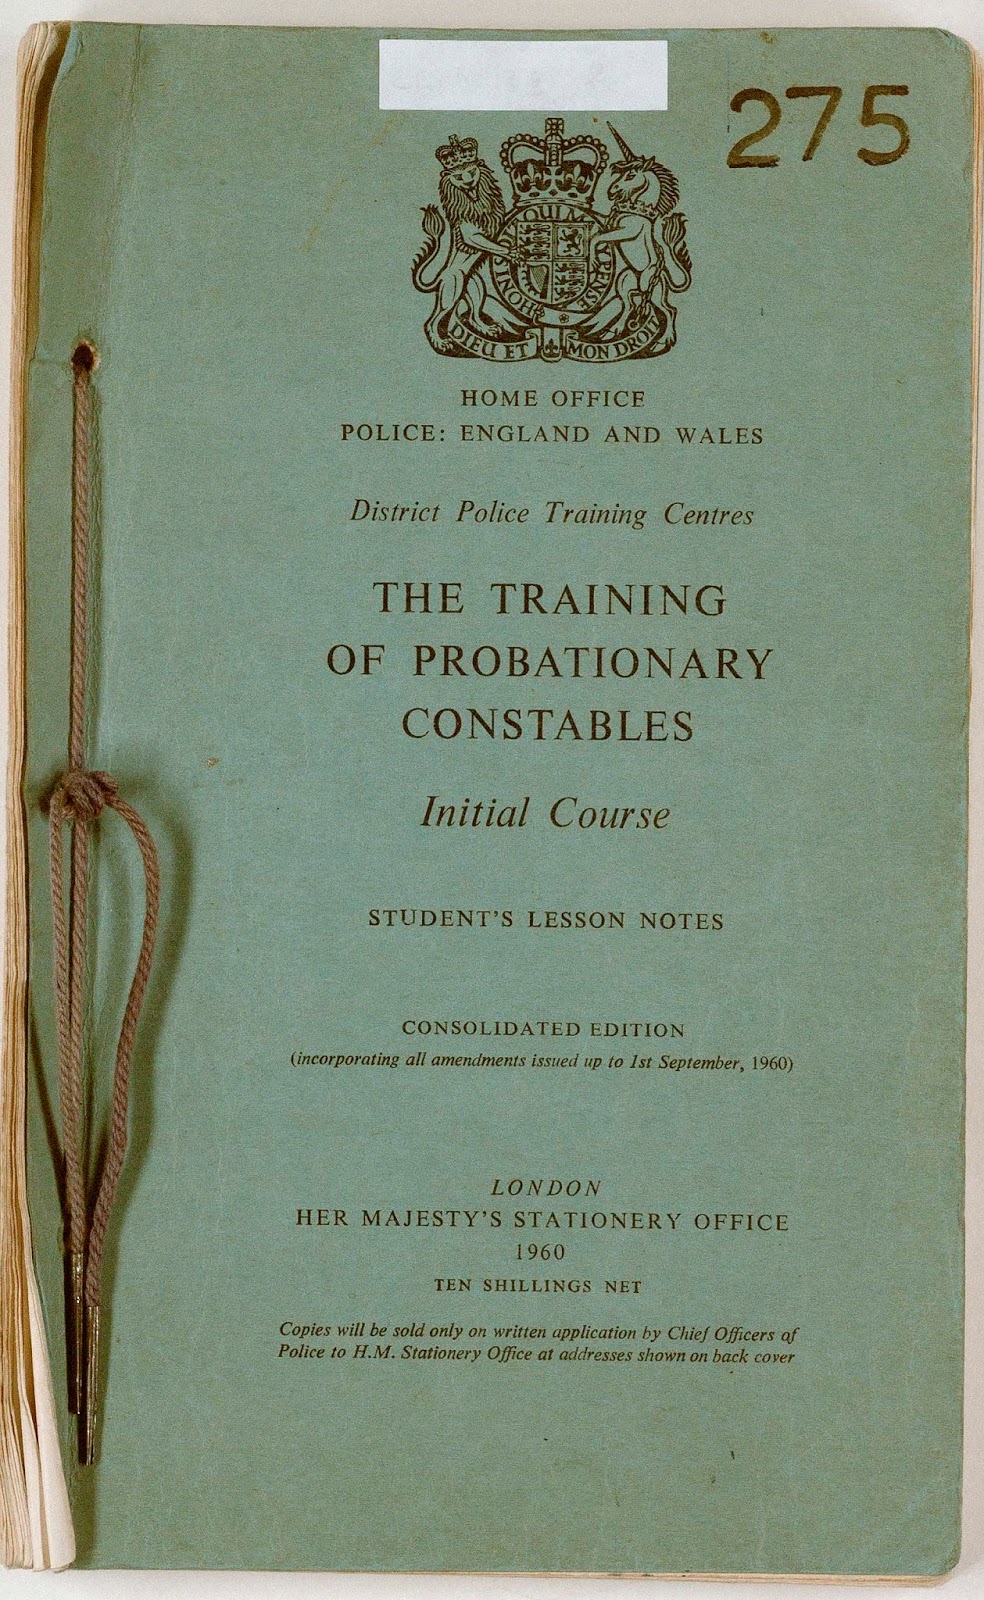 275
HONI SOIT QUI MAL Y PENSE
DIEU ET MON DROIT
HOME OFFICE
POLICE: ENGLAND AND WALES
District Police Training Centres
THE TRAINING
OF PROBATIONARY
CONSTABLES
Initial Course
STUDENT'S LESSON NOTES
CONSOLIDATED EDITION
(incorporating all amendments issued up to 1st September, 1960)
LONDON
HER MAJESTY'S STATIONERY OFFICE
1960
TEN SHILLINGS NET
Copies will be sold only on written application by Chief Officers of
Police to H.M. Stationery Office at addresses shown on back cover